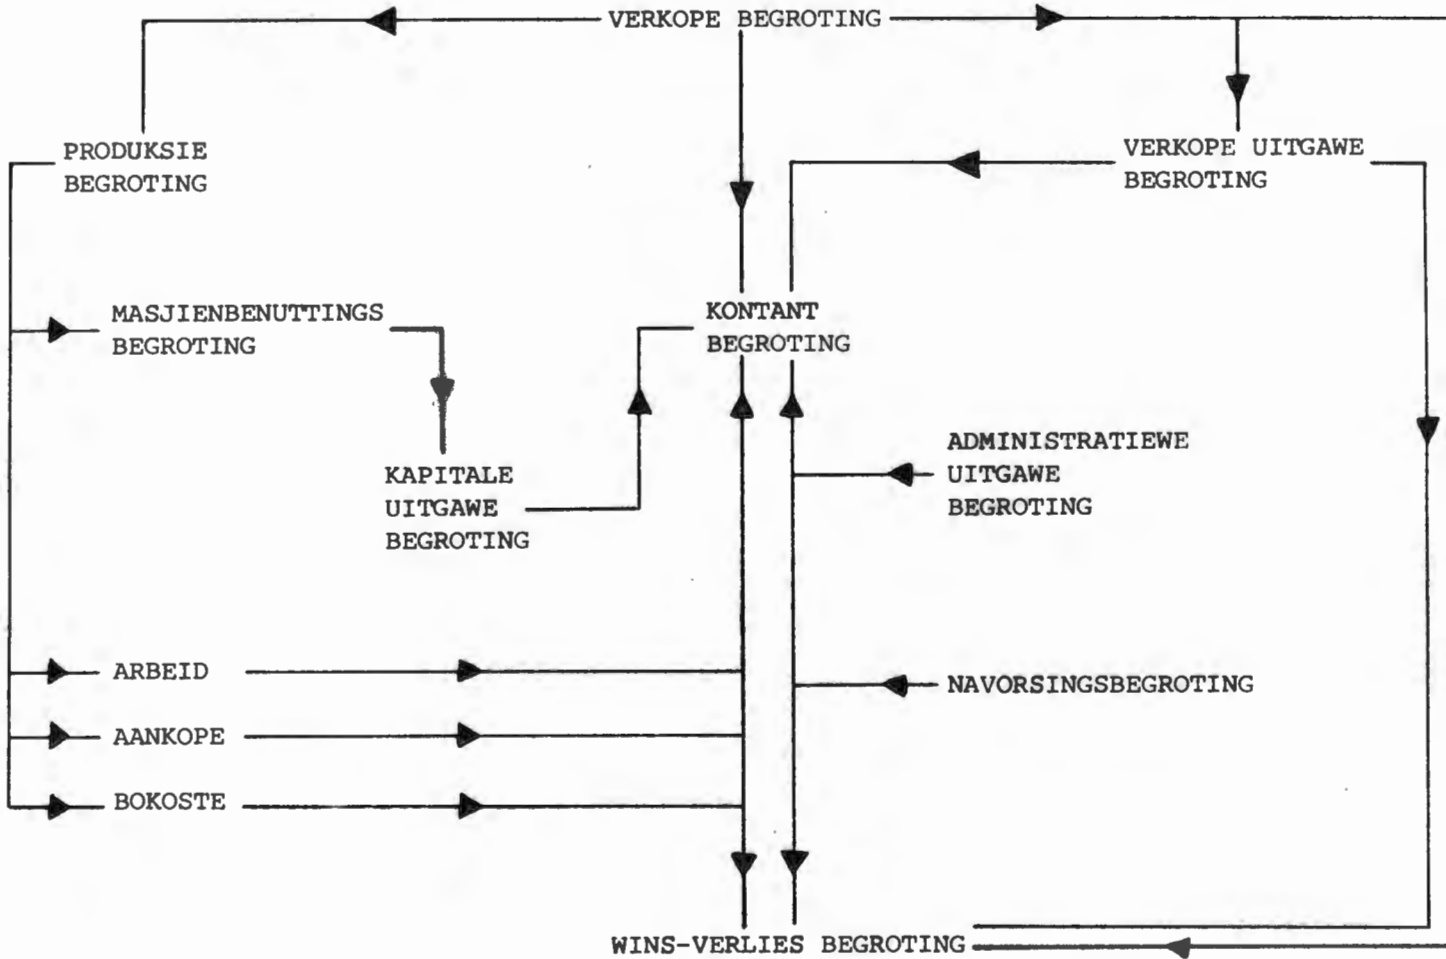 VERKOPE BEGROTING
PRODUKSIE
BEGROTING
VERKOPE UITGAWE
BEGROTING
MASJIENBENUTTINGS
BEGROTING
KONTANT
BEGROTING
KAPITALE
UITGAWE
BEGROTING
ADMINISTRATIEWE
UITGAWE
BEGROTING
ARBEID
NAVORSINGSBEGROTING
AANKOPE
BOKOSTE
WINS-VERLIES BEGROTING